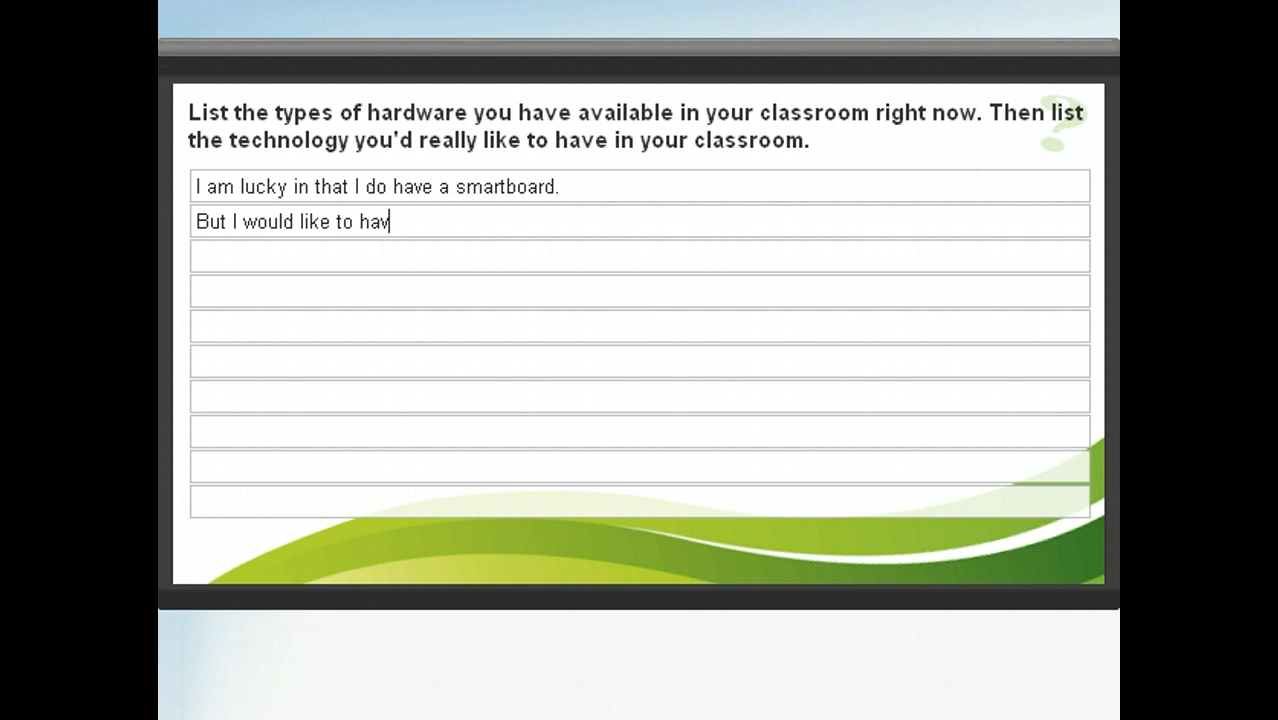 List the types of hardware you have available in your classroom right now. Then list
the technology you'd really like to have in your classroom.
I am lucky in that I do have a smartboard.
But I would like to hav
?